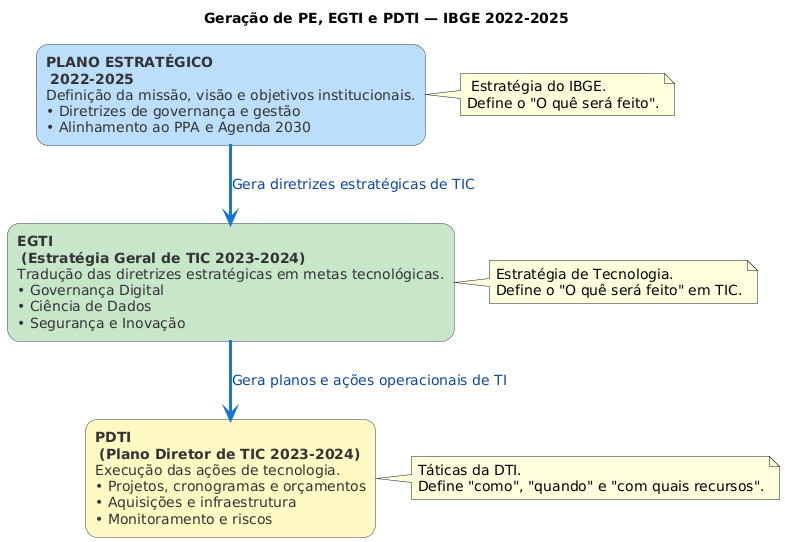 Geração de PE, EGTI e PDTI — IBGE 2022-2025
PLANO ESTRATÉGICO
2022-2025
Definição da missão, visão e objetivos institucionais.
• Diretrizes de governança e gestão
• Alinhamento ao PPA e Agenda 2030
Estratégia do IBGE.
Define o "O quê será feito".
Gera diretrizes estratégicas de TIC
EGTI
(Estratégia Geral de TIC 2023-2024)
Tradução das diretrizes estratégicas em metas tecnológicas.
• Governança Digital
• Ciência de Dados
• Segurança e Inovação
Estratégia de Tecnologia.
Define o "O quê será feito" em TIC.
Gera planos e ações operacionais de TI
PDTI
(Plano Diretor de TIC 2023-2024)
Execução das ações de tecnologia.
• Projetos, cronogramas e orçamentos
• Aquisições e infraestrutura
• Monitoramento e riscos
Táticas da DTI.
Define "como", "quando" e "com quais recursos".